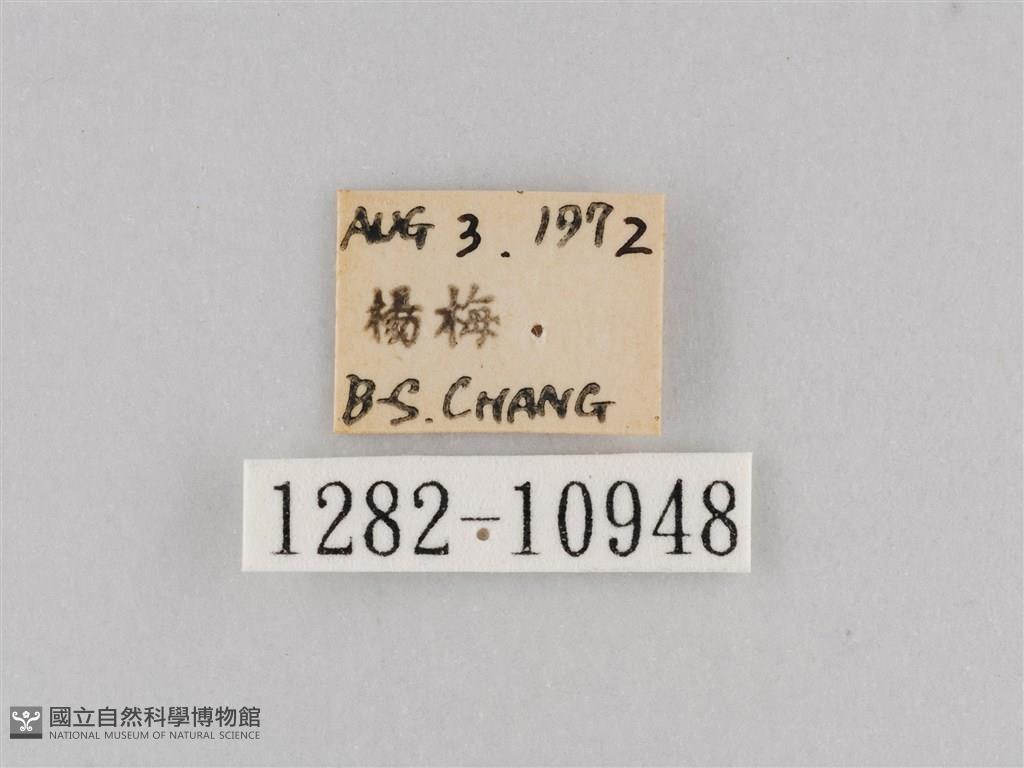 AUG 3. 1972
楊梅
B-S. CHANG
1282-10948
國立自然科學博物館
NATIONAL MUSEUM OF NATURAL SCIENCE